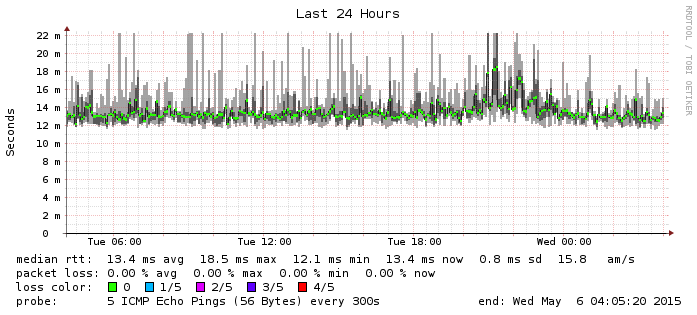 Last 24 Hours
RRDTOOL / TOBI OETIKER
Seconds
22 m
20 m
18 m
16 m
14 m
12 m
10 m
8 m
6 m
4 m
2 m
0
Tue 06:00 Tue 12:00 Tue 18:00 Wed 00:00
median rtt: 13.4 ms avg 18.5 ms max 12.1 ms min 13.4 ms now 0.8 ms sd 15.8 am/s
packet loss: 0.00 % avg 0.00 % max 0.00 % min 0.00 % now
loss color: 0 1/5 2/5 3/5 4/5
probe: 5 ICMP Echo Pings (56 Bytes) every 300s end: Wed May 6 04:05:20 2015